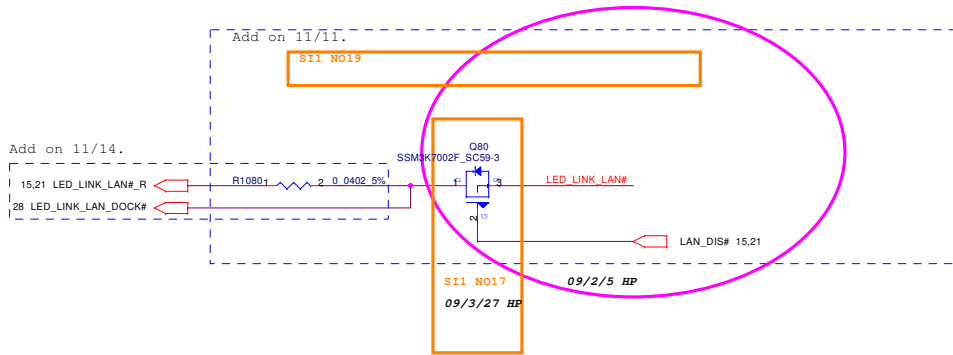 Add on 11/11.
SI1 NO19
Add on 11/14.
Q80
SSM3K7002F_SC59-3
15,21 LED_LINK_LAN#_R
R1080 1 2 0_0402_5%
1 D S 3
LED_LINK_LAN#
28 LED_LINK_LAN_DOCK#
2 G
LAN_DIS# 15,21
SI1 NO17
09/2/5 HP
09/3/27 HP